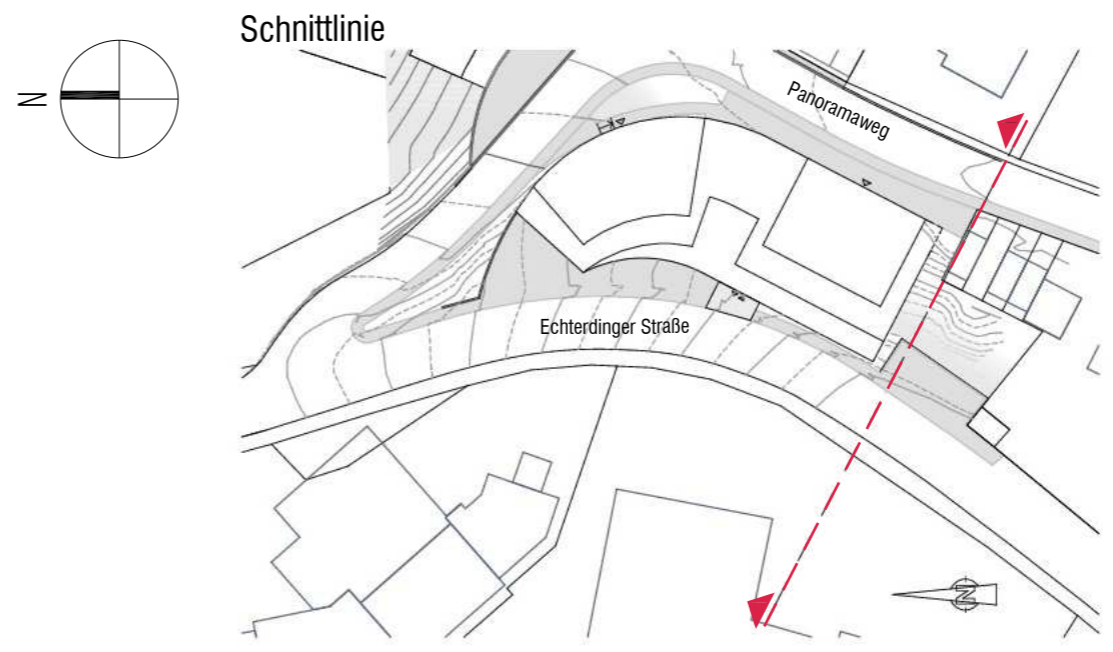 Schnittlinie
N
Panoramaweg
Echterdinger Straße
N